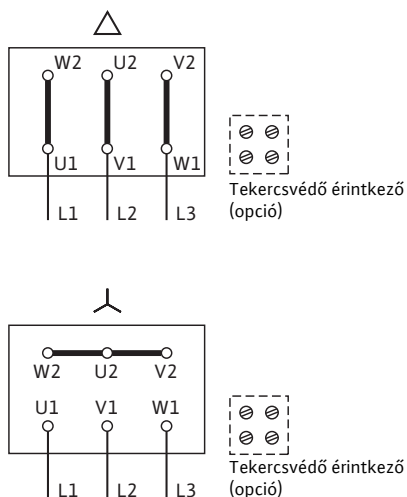 W2 U2 V2
U1 V1 W1
L1 L2 L3
Tekercsvédő érintkező
(opció)
W2 U2 V2
U1 V1 W1
L1 L2 L3
Tekercsvédő érintkező
(opció)